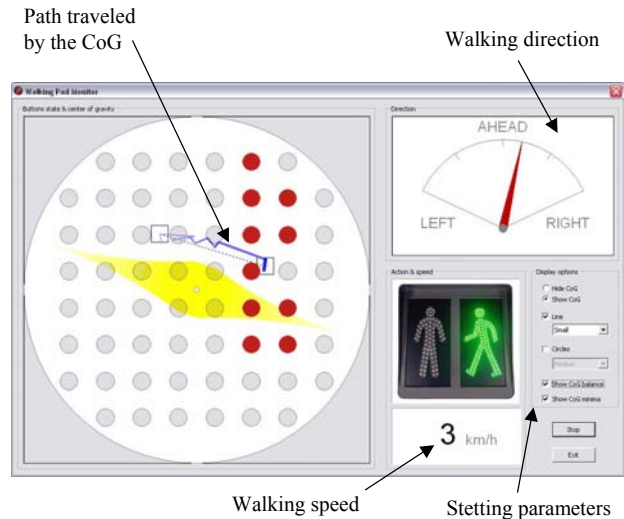 Path traveled
by the CoG
Walking direction
Walking Pad Monitor
Buttons state & center of gravity
Direction
AHEAD
LEFT
RIGHT
Action & speed
Display options
Hide CoG
Show CoG
Line
Small
Circles
Show CoG balance
Show CoG minima
3 km/h
Stop
Exit
Walking speed
Stetting parameters